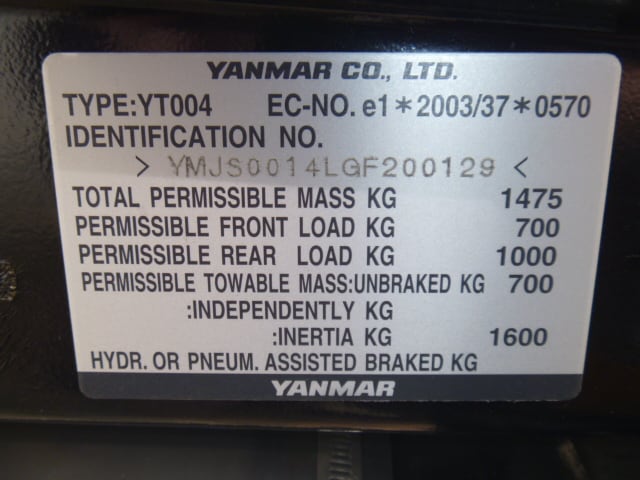 YANMAR CO., LTD.
TYPE:YT004 EC-NO. e1*2003/37*0570
IDENTIFICATION NO.
> YMJS0014LGF200129 <
TOTAL PERMISSIBLE MASS KG 1475
PERMISSIBLE FRONT LOAD KG 700
PERMISSIBLE REAR LOAD KG 1000
PERMISSIBLE TOWABLE MASS:UNBRAKED KG 700
:INDEPENDENTLY KG
:INERTIA KG 1600
HYDR. OR PNEUM. ASSISTED BRAKED KG
YANMAR